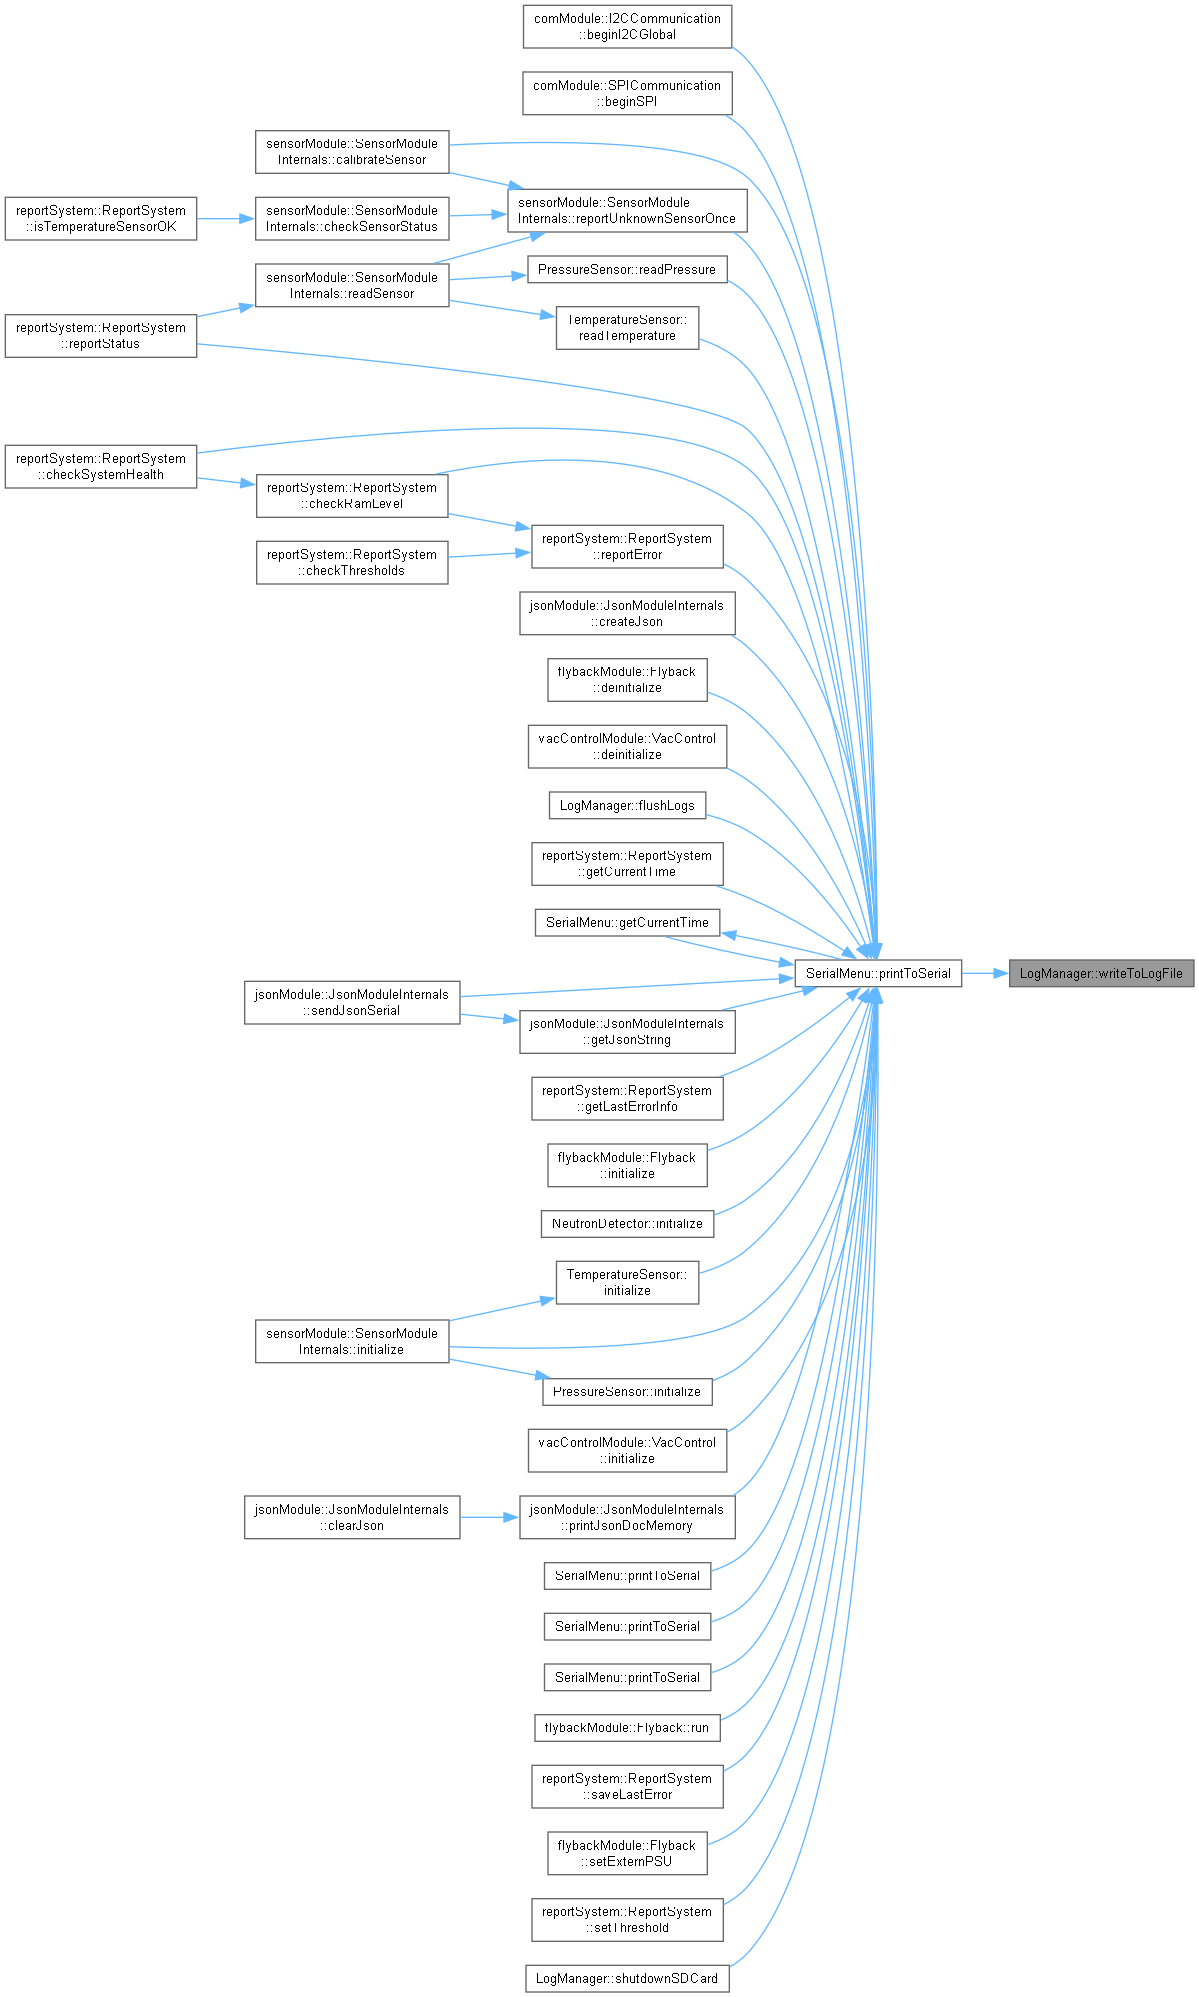 comModule::I2CCommunication
::beginI2CGlobal
comModule::SPICommunication
::beginSPI
sensorModule::SensorModule
Internals::calibrateSensor
sensorModule::SensorModule
Internals::reportUnknownSensorOnce
reportSystem::ReportSystem
::isTemperatureSensorOK
sensorModule::SensorModule
Internals::checkSensorStatus
sensorModule::SensorModule
Internals::readSensor
PressureSensor::readPressure
TemperatureSensor::
readTemperature
reportSystem::ReportSystem
::reportStatus
reportSystem::ReportSystem
::checkSystemHealth
reportSystem::ReportSystem
::checkRamLevel
reportSystem::ReportSystem
::reportError
reportSystem::ReportSystem
::checkThresholds
jsonModule::JsonModuleInternals
::createJson
flybackModule::Flyback
::deinitialize
vacControlModule::VacControl
::deinitialize
LogManager::flushLogs
reportSystem::ReportSystem
::getCurrentTime
SerialMenu::getCurrentTime
SerialMenu::printToSerial
LogManager::writeToLogFile
jsonModule::JsonModuleInternals
::sendJsonSerial
jsonModule::JsonModuleInternals
::getJsonString
reportSystem::ReportSystem
::getLastErrorInfo
flybackModule::Flyback
::initialize
NeutronDetector::initialize
TemperatureSensor::
initialize
sensorModule::SensorModule
Internals::initialize
PressureSensor::initialize
vacControlModule::VacControl
::initialize
jsonModule::JsonModuleInternals
::clearJson
jsonModule::JsonModuleInternals
::printJsonDocMemory
SerialMenu::printToSerial
SerialMenu::printToSerial
SerialMenu::printToSerial
flybackModule::Flyback::run
reportSystem::ReportSystem
::saveLastError
flybackModule::Flyback
::setExternPSU
reportSystem::ReportSystem
::setThreshold
LogManager::shutdownSDCard